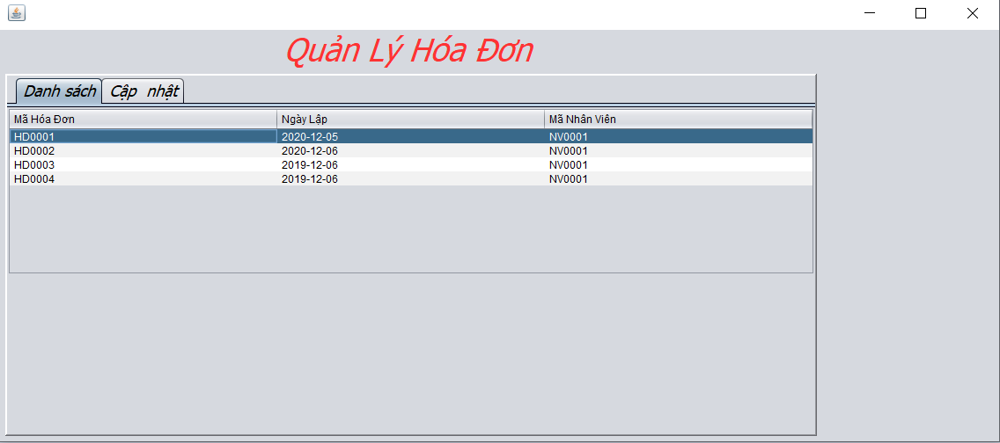 Quản Lý Hóa Đơn
Danh sách Cập nhật
Mã Hóa Đơn Ngày Lập Mã Nhân Viên
HD0001 2020-12-05 NV0001
HD0002 2020-12-06 NV0001
HD0003 2019-12-06 NV0001
HD0004 2019-12-06 NV0001